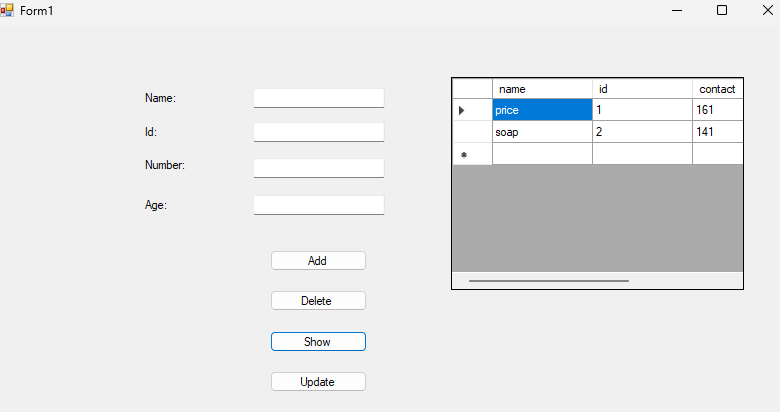 Form1
Name:
Id:
Number:
Age:
Add
Delete
Show
Update
name id contact
price 1 161
soap 2 141